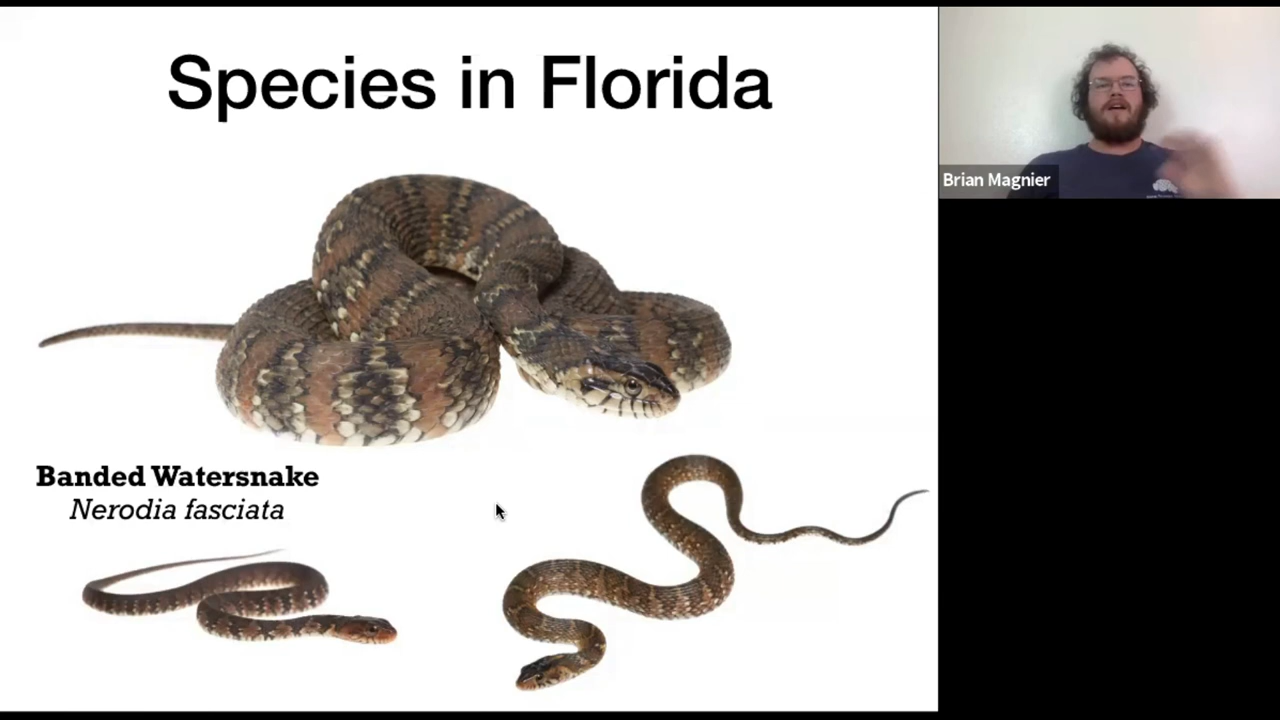 Species in Florida
Brian Magnier
Banded Watersnake
Nerodia fasciata